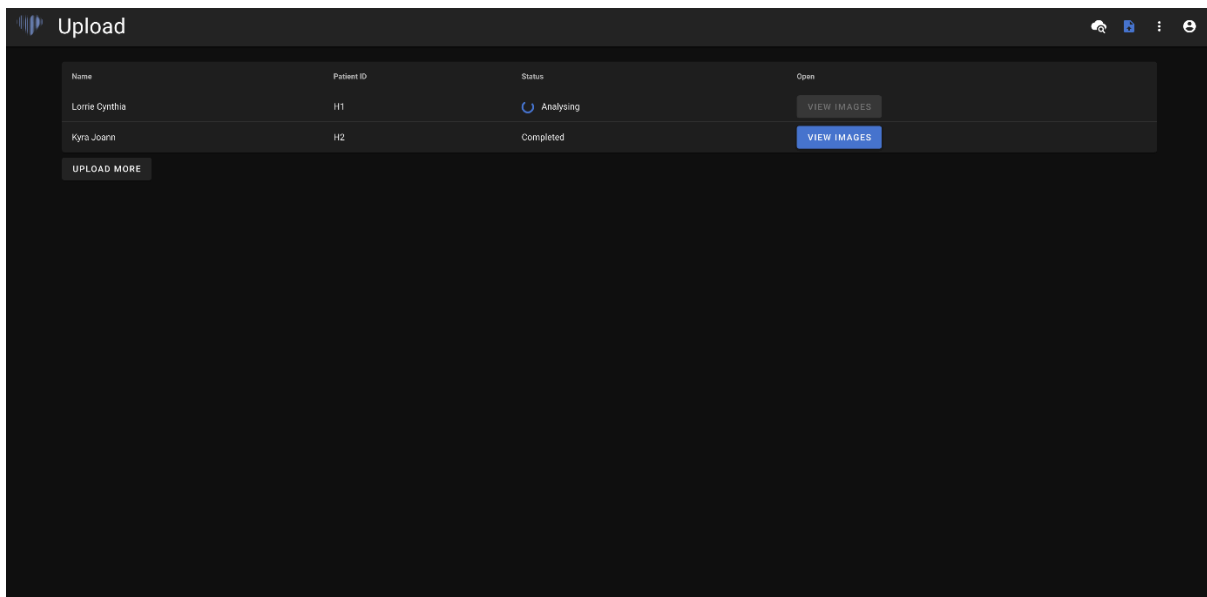 Upload
Name Patient ID Status Open
Lorrie Cynthia H1 Analysing VIEW IMAGES
Kyra Joann H2 Completed VIEW IMAGES
UPLOAD MORE